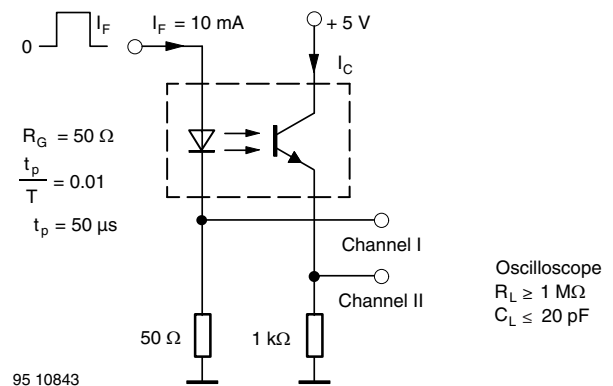 0
I_F
I_F = 10 mA
+ 5 V
I_C
R_G = 50 Ω
t_p
T
= 0.01
t_p = 50 µs
Channel I
Channel II
50 Ω
1 kΩ
Oscilloscope
R_L ≥ 1 MΩ
C_L ≤ 20 pF
95 10843